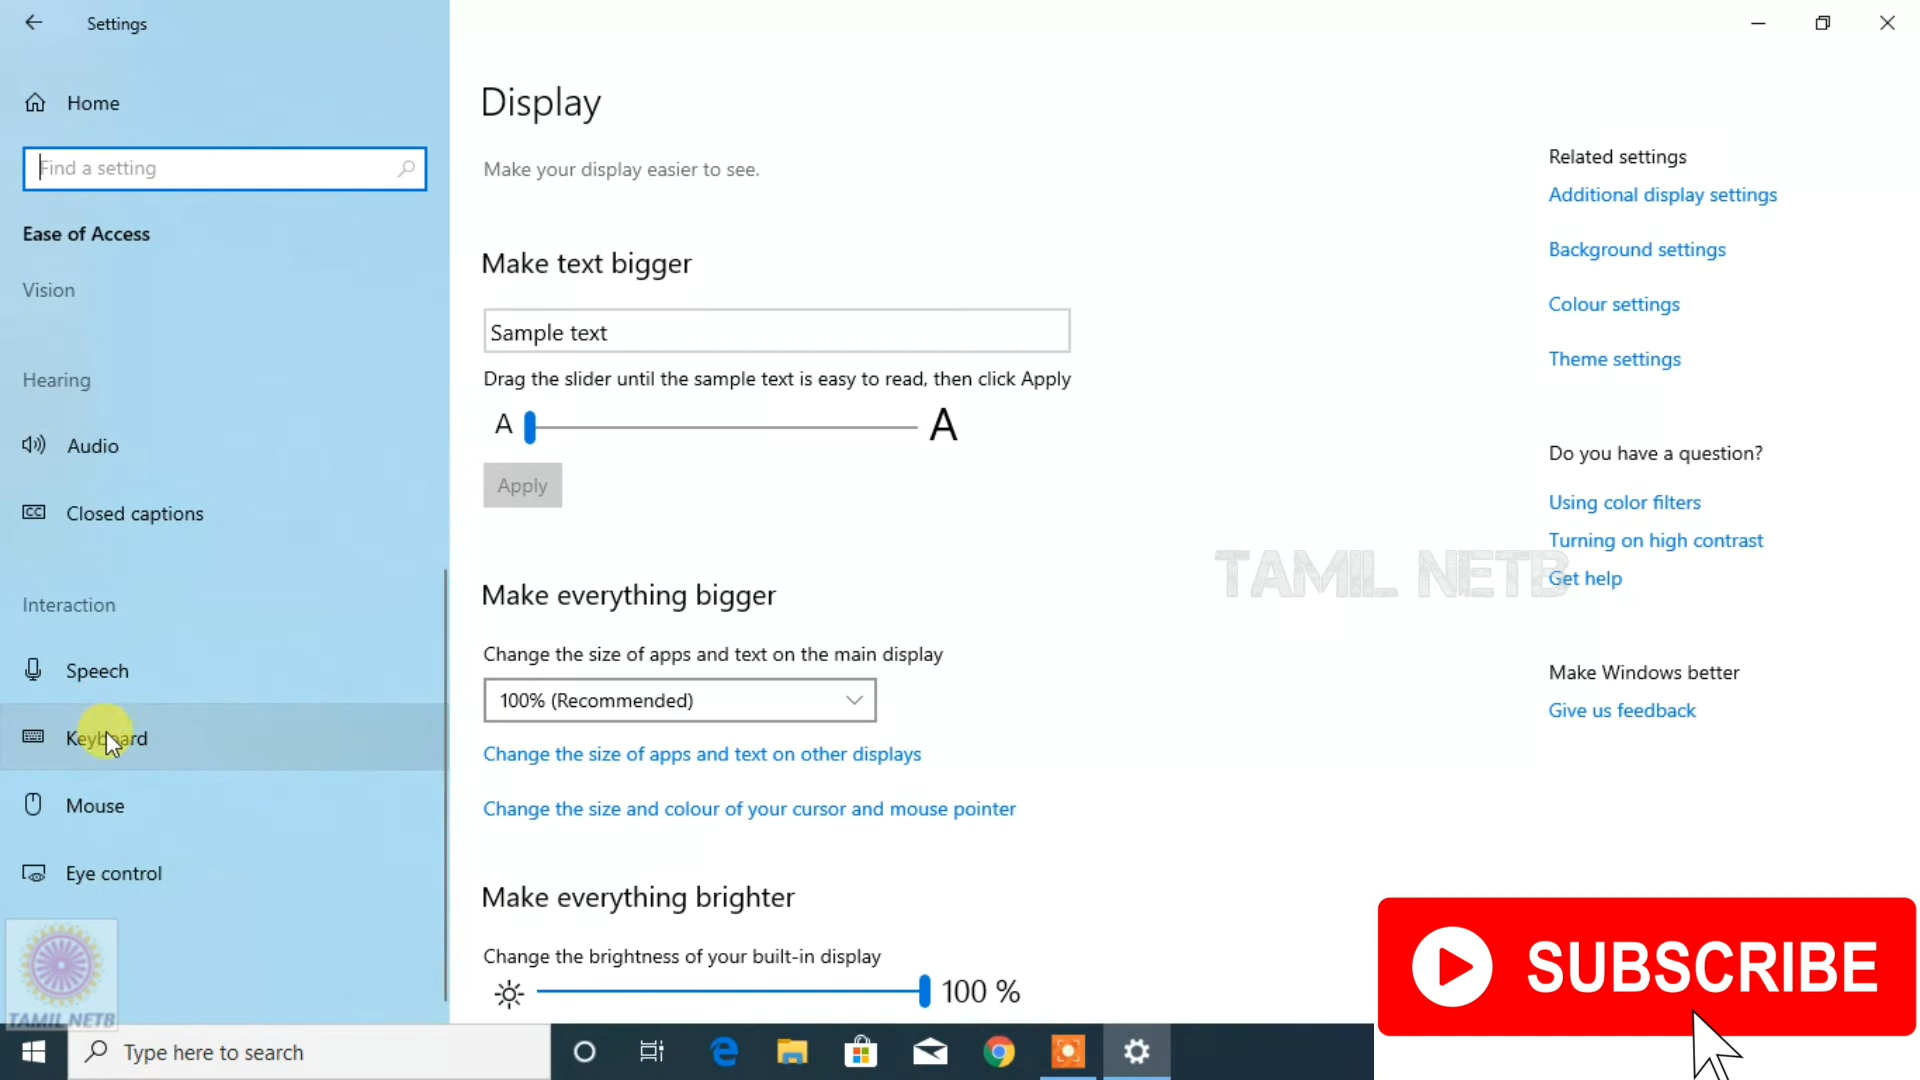 Settings
Home
Find a setting
Ease of Access
Vision
Hearing
Audio
CC
Closed captions
Interaction
Speech
Keyboard
Mouse
Eye control
TAMIL NETB
Display
Make your display easier to see.
Make text bigger
Sample text
Drag the slider until the sample text is easy to read, then click Apply
A A
Apply
Make everything bigger
Change the size of apps and text on the main display
100% (Recommended)
Change the size of apps and text on other displays
Change the size and colour of your cursor and mouse pointer
Make everything brighter
Change the brightness of your built-in display
100 %
Related settings
Additional display settings
Background settings
Colour settings
Theme settings
Do you have a question?
Using color filters
Turning on high contrast
TAMIL NETB
Get help
Make Windows better
Give us feedback
SUBSCRIBE
Type here to search